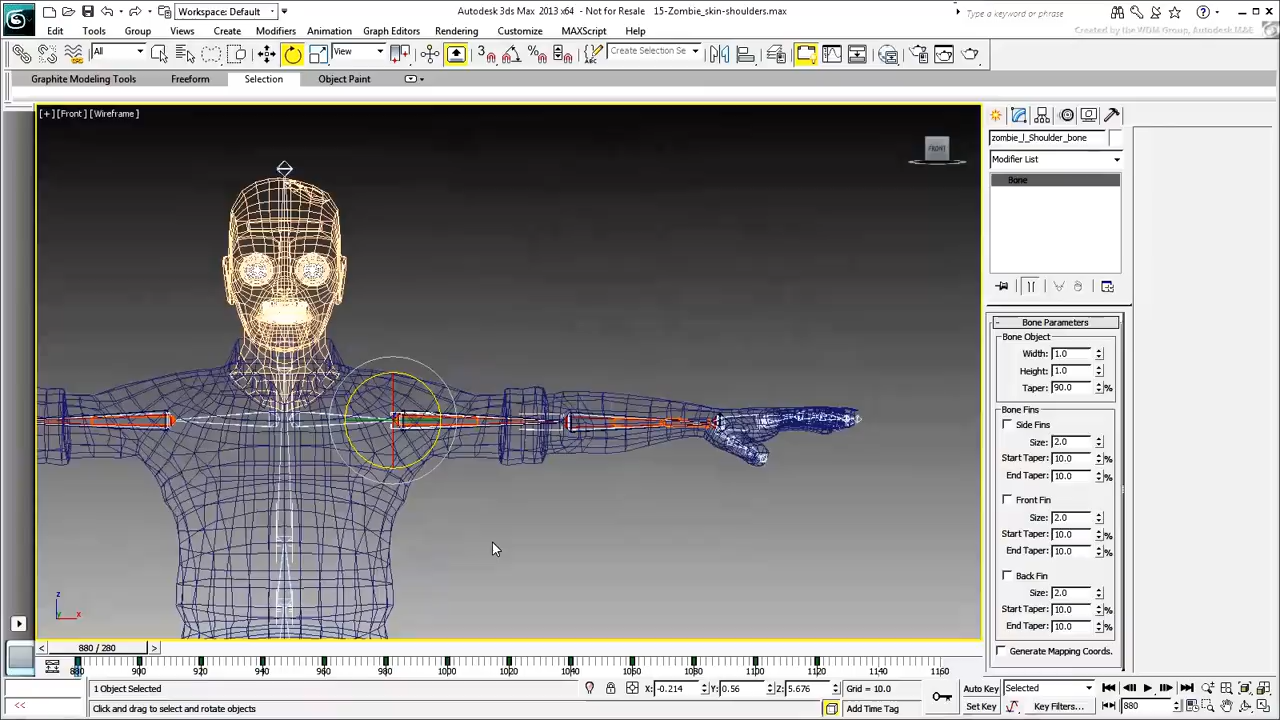 Workspace: Default
Autodesk 3ds Max 2013 x64 - Not for Resale 15-Zombie_skin-shoulders.max
Type a keyword or phrase
Edit Tools Group Views Create Modifiers Animation Graph Editors Rendering Customize MAXScript Help
Created by the WDM Group, Autodesk M&E
All
View
3
Create Selection Se
Graphite Modeling Tools Freeform Selection Object Paint
[+] [Front] [Wireframe]
FRONT
zombie_l_Shoulder_bone
Modifier List
Bone
- Bone Parameters
Bone Object
Width: 1.0
Height: 1.0
Taper: 90.0 %
Bone Fins
Side Fins
Size: 2.0
Start Taper: 10.0 %
End Taper: 10.0 %
Front Fin
Size: 2.0
Start Taper: 10.0 %
End Taper: 10.0 %
Back Fin
Size: 2.0
Start Taper: 10.0 %
End Taper: 10.0 %
Generate Mapping Coords.
z
x
< 880 / 280 >
880 900 920 940 960 980 1000 1020 1040 1060 1080 1100 1120 1140 1160
1 Object Selected X: -0.214 Y: 0.56 Z: 5.676 Grid = 10.0 Auto Key Selected
<< Click and drag to select and rotate objects Add Time Tag Set Key Key Filters... 880